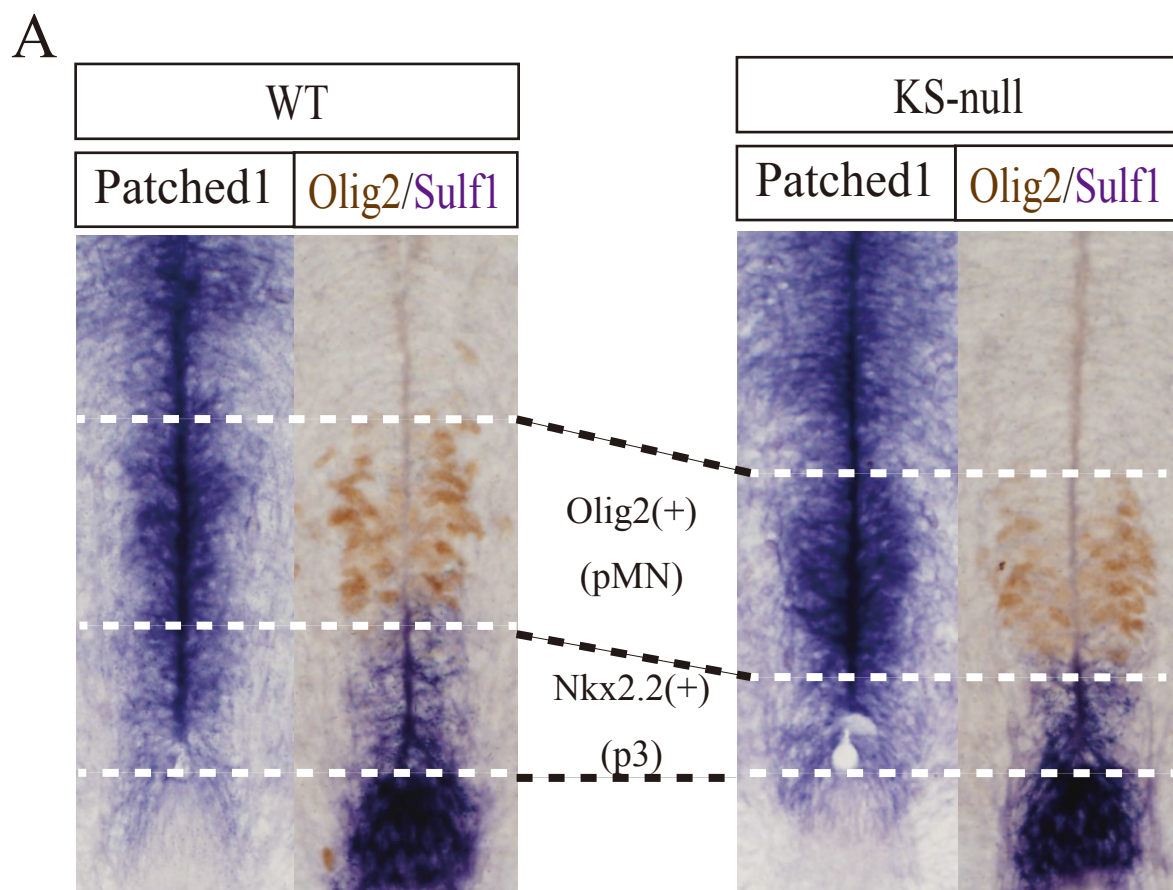 A
WT
KS-null
Patched1
Olig2/Sulf1
Patched1
Olig2/Sulf1
Olig2(+)
(pMN)
Nkx2.2(+)
(p3)